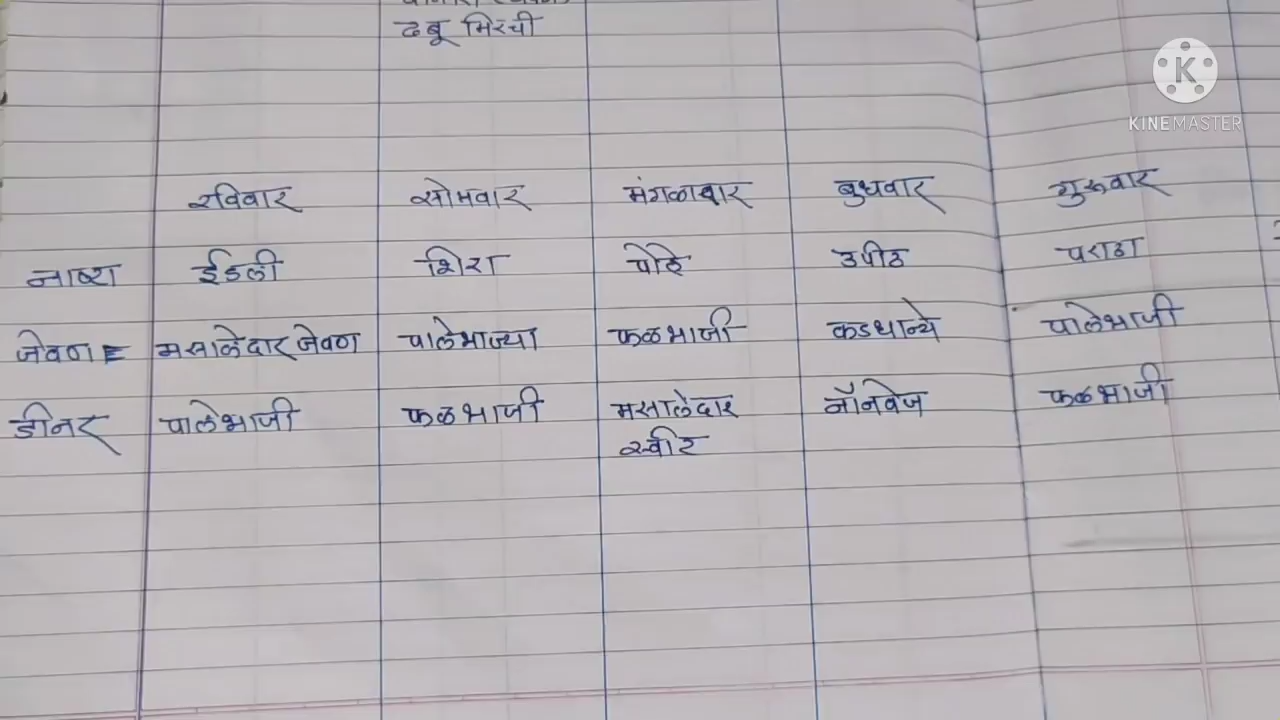 ढबू मिरची
KINEMASTER
रविवार सोमवार मंगळवार बुधवार गुरुवार
नाष्टा ईडली शिरा पोहे उपीठ पराठा
जेवण मसालेदार जेवण पालेभाज्या फळभाजी कडधान्ये पालेभाजी
डीनर पालेभाजी फळभाजी मसालेदार नॉनवेज फळभाजी
खीर